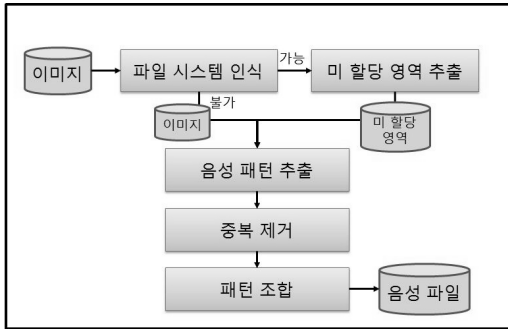 이미지
파일 시스템 인식
가능
미 할당 영역 추출
불가
이미지
미 할당
영역
음성 패턴 추출
중복 제거
패턴 조합
음성 파일